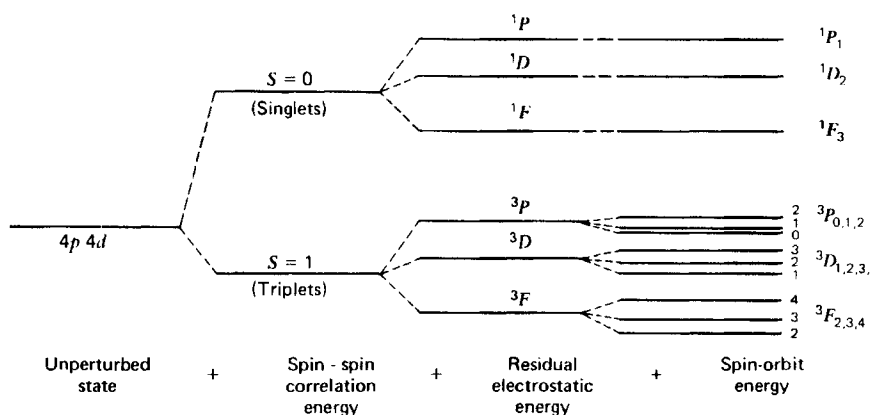 ¹P
¹P₁
¹D
¹D₂
S = 0
(Singlets)
¹F
¹F₃
³P
2
1
0
³P₀,₁,₂
4p 4d
³D
3
2
1
³D₁,₂,₃,
S = 1
(Triplets)
³F
4
3
2
³F₂,₃,₄
Unperturbed
state
+
Spin - spin
correlation
energy
+
Residual
electrostatic
energy
+
Spin-orbit
energy